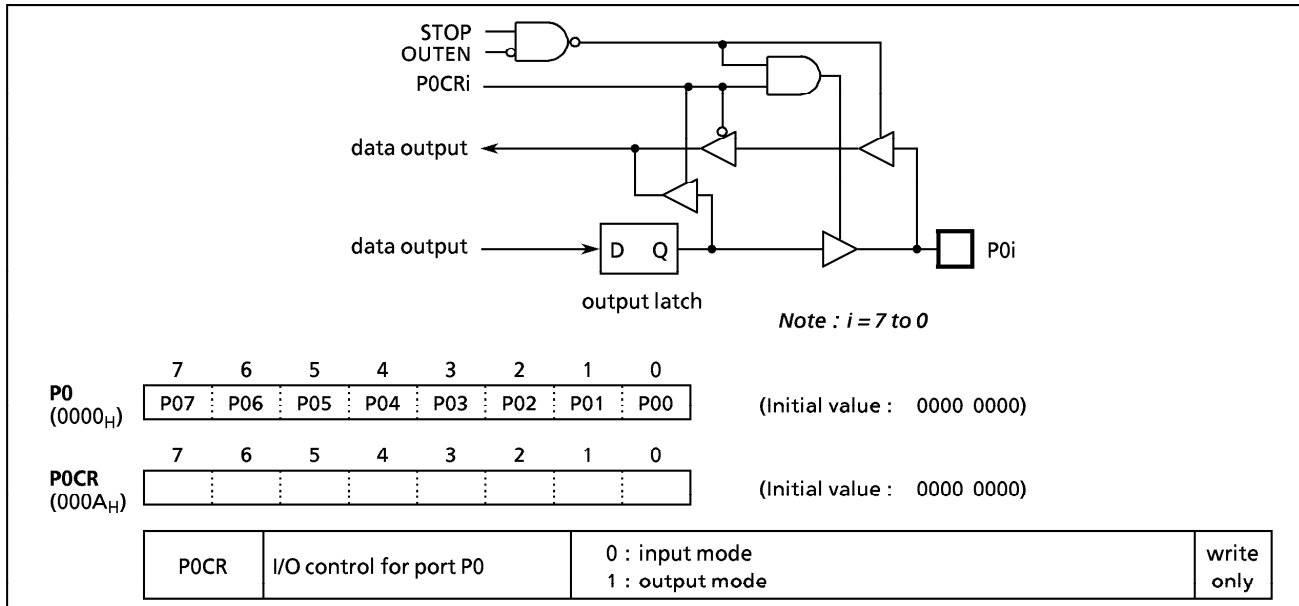 STOP
OUTEN
P0CRi
data output
data output
D Q
P0i
output latch
Note : i = 7 to 0
7 6 5 4 3 2 1 0
P0
(0000H)
P07 P06 P05 P04 P03 P02 P01 P00
(Initial value : 0000 0000)
7 6 5 4 3 2 1 0
P0CR
(000AH)
(Initial value : 0000 0000)
P0CR
I/O control for port P0
0 : input mode
1 : output mode
write
only